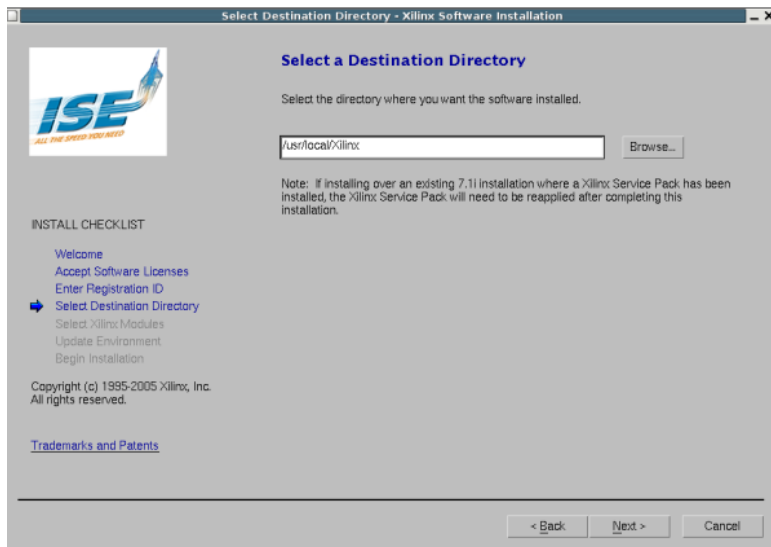 Select Destination Directory - Xilinx Software Installation
ISE
ALL THE SPEED YOU NEED
Select a Destination Directory
Select the directory where you want the software installed.
/usr/local/Xilinx
Browse...
Note: If installing over an existing 7.1i installation where a Xilinx Service Pack has been
installed, the Xilinx Service Pack will need to be reapplied after completing this
installation.
INSTALL CHECKLIST
Welcome
Accept Software Licenses
Enter Registration ID
Select Destination Directory
Select Xilinx Modules
Update Environment
Begin Installation
Copyright (c) 1995-2005 Xilinx, Inc.
All rights reserved.
Trademarks and Patents
< Back
Next >
Cancel